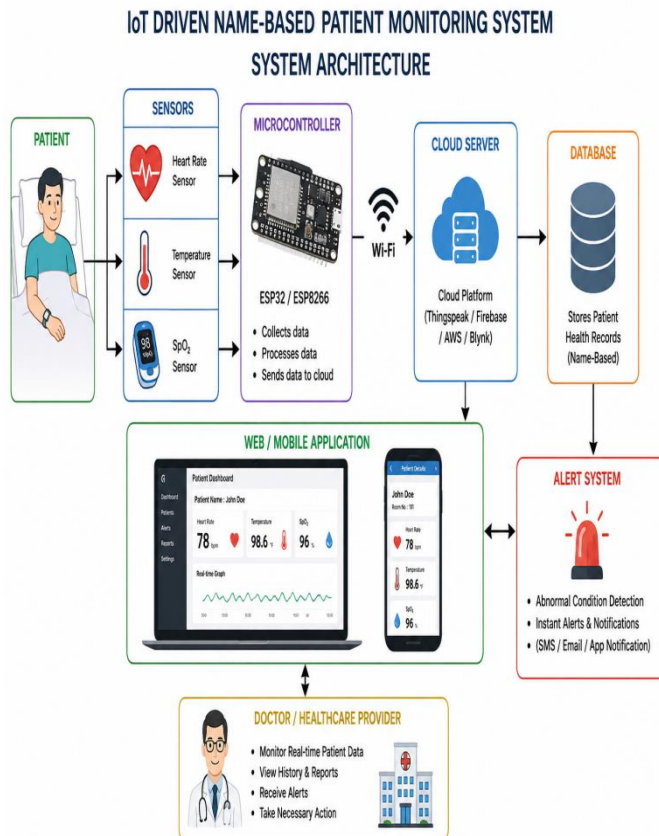 IoT DRIVEN NAME-BASED PATIENT MONITORING SYSTEM
SYSTEM ARCHITECTURE
PATIENT
SENSORS
Heart Rate
Sensor
Temperature
Sensor
98
SpO₂
Sensor
MICROCONTROLLER
ESP32 / ESP8266
• Collects data
• Processes data
• Sends data to cloud
Wi-Fi
CLOUD SERVER
Cloud Platform
(Thingspeak / Firebase
/ AWS / Blynk)
DATABASE
Stores Patient
Health Records
(Name-Based)
WEB / MOBILE APPLICATION
G
Dashboard
Patients
Alerts
Reports
Settings
Patient Dashboard
Patient Name : John Doe
Heart Rate
78 bpm
Temperature
98.6 °F
SpO₂
96 %
Real-time Graph
Patient Details
John Doe
Heart Rate
78 bpm
Temperature
98.6 °F
SpO₂
96 %
ALERT SYSTEM
• Abnormal Condition Detection
• Instant Alerts & Notifications
• (SMS / Email / App Notification)
DOCTOR / HEALTHCARE PROVIDER
• Monitor Real-time Patient Data
• View History & Reports
• Receive Alerts
• Take Necessary Action